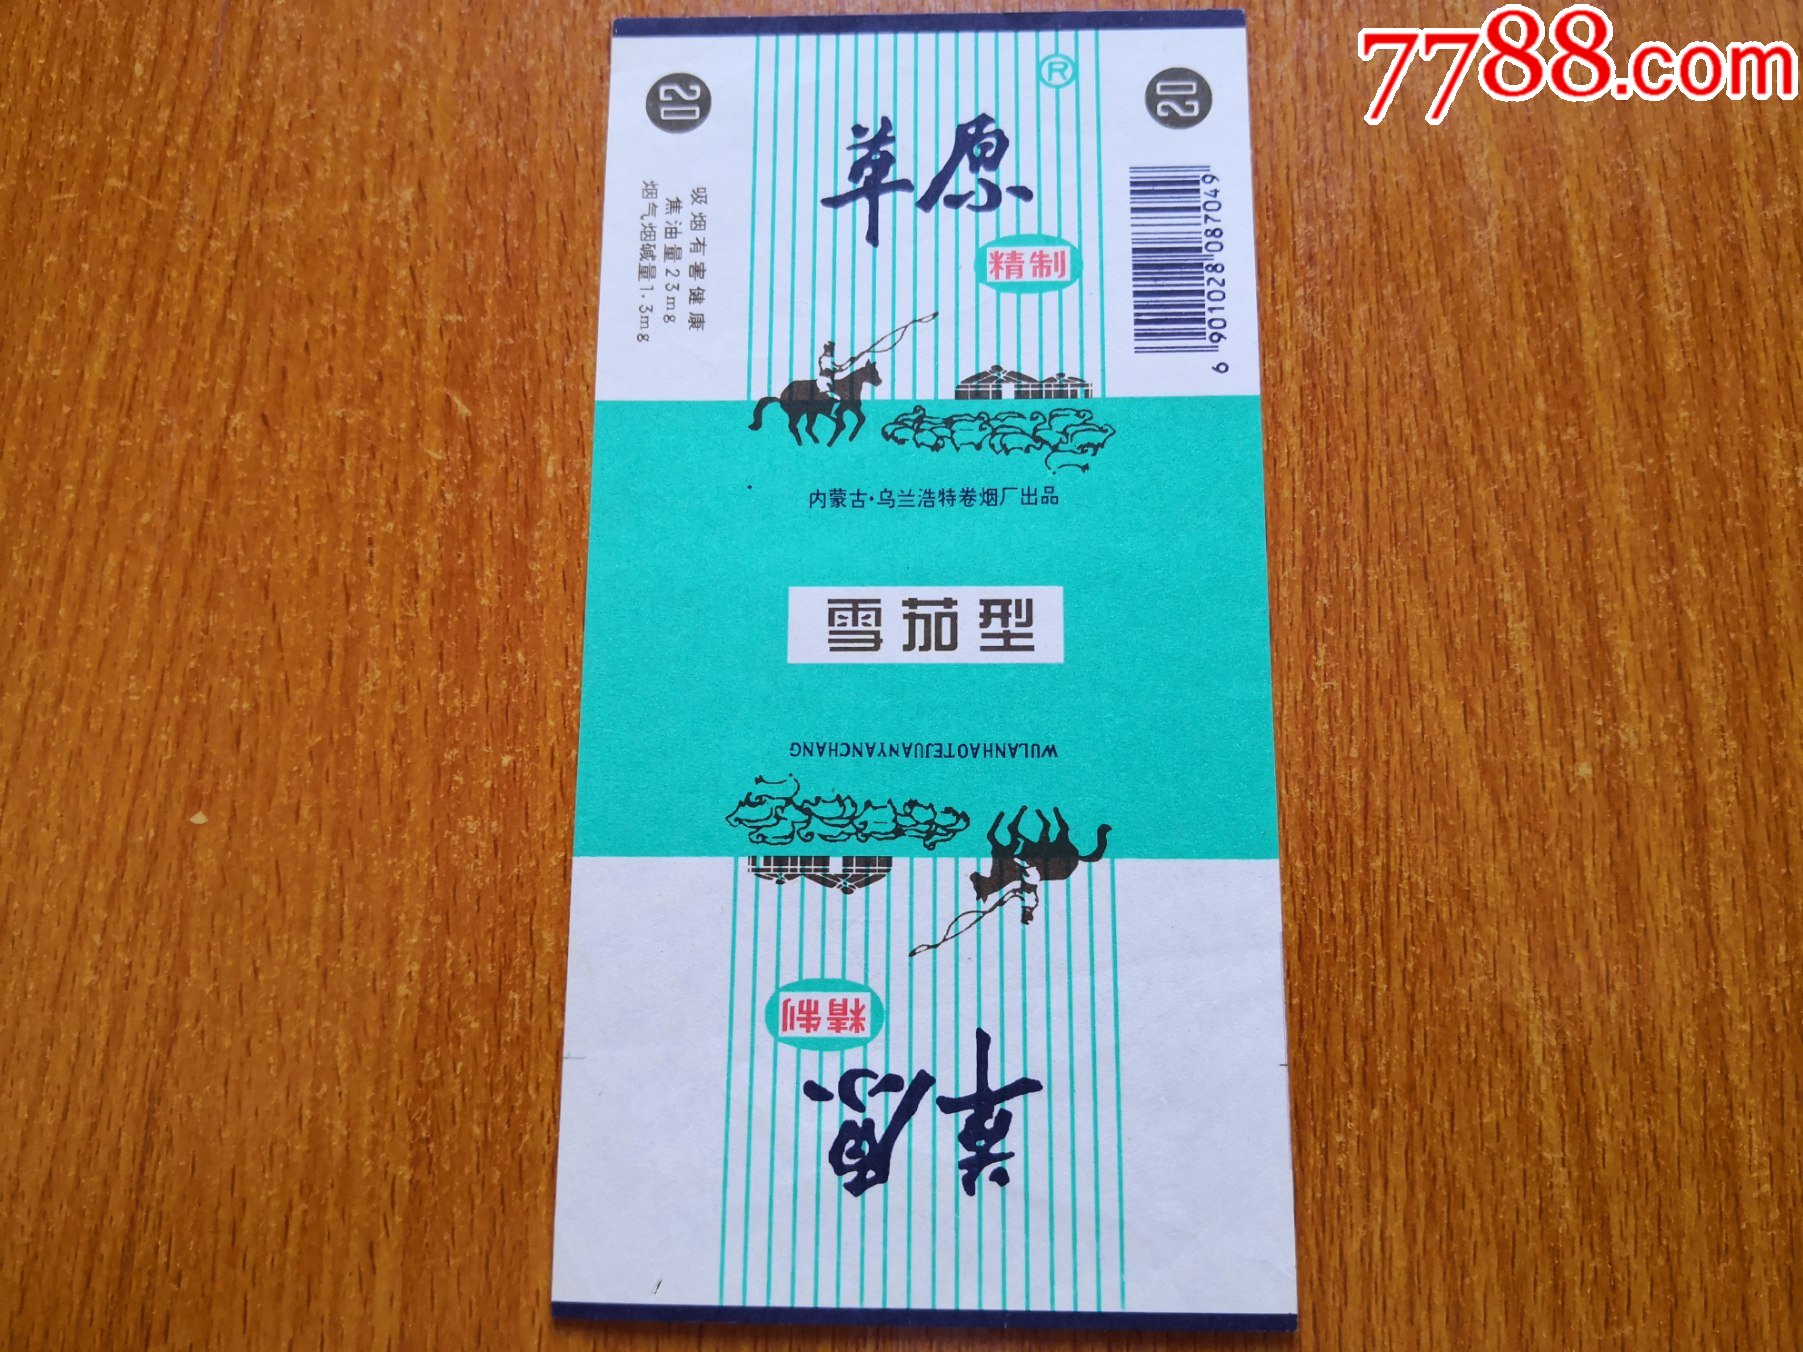 7788.com
®
20
20
草原
精制
吸烟有害健康
焦油量23mg
烟气烟碱量1.3mg
6901028087049
内蒙古·乌兰浩特卷烟厂出品
雪茄型
WULANHAOTEJUANYANCHANG
精制
草原